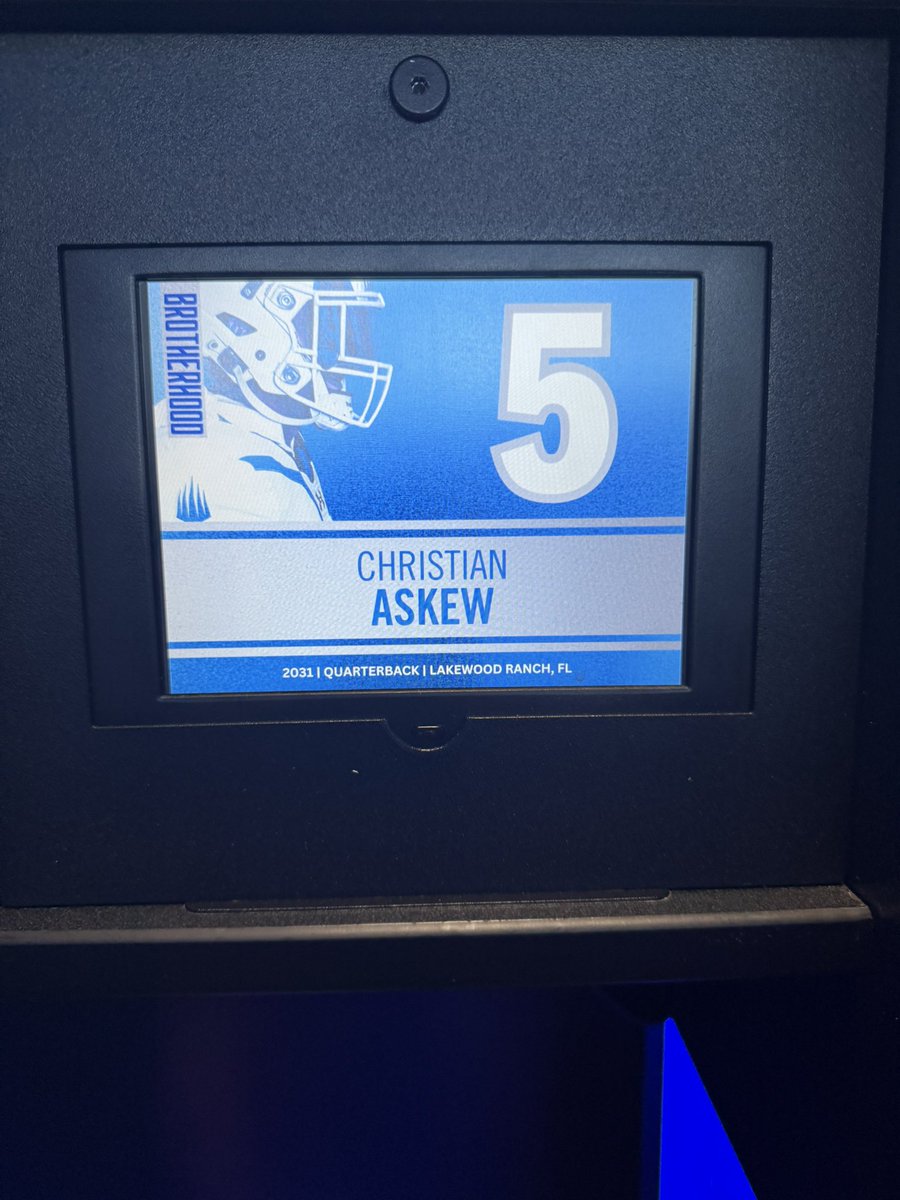 BROTHERHOOD
5
CHRISTIAN
ASKEW
2031 | QUARTERBACK | LAKEWOOD RANCH, FL